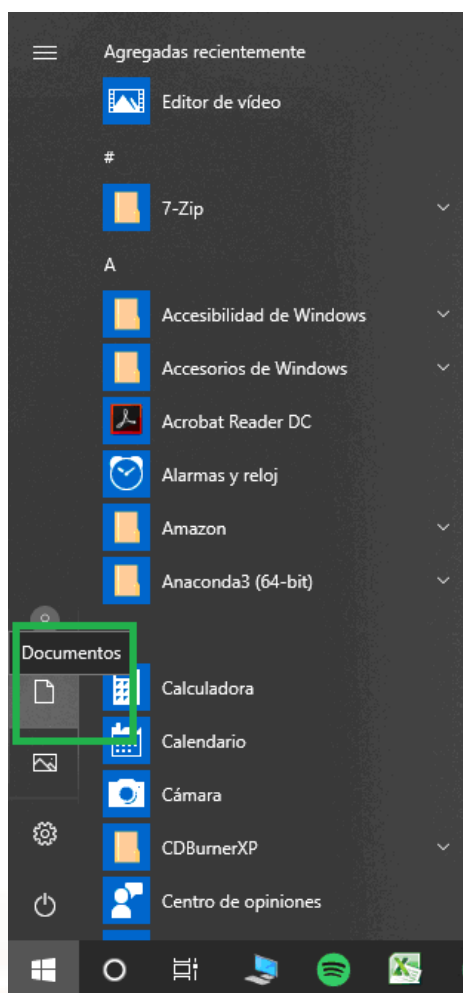 Agregadas recientemente
Editor de vídeo
#
7-Zip
A
Accesibilidad de Windows
Accesorios de Windows
Acrobat Reader DC
Alarmas y reloj
Amazon
Anaconda3 (64-bit)
Documentos
Calculadora
Calendario
Cámara
CDBurnerXP
Centro de opiniones